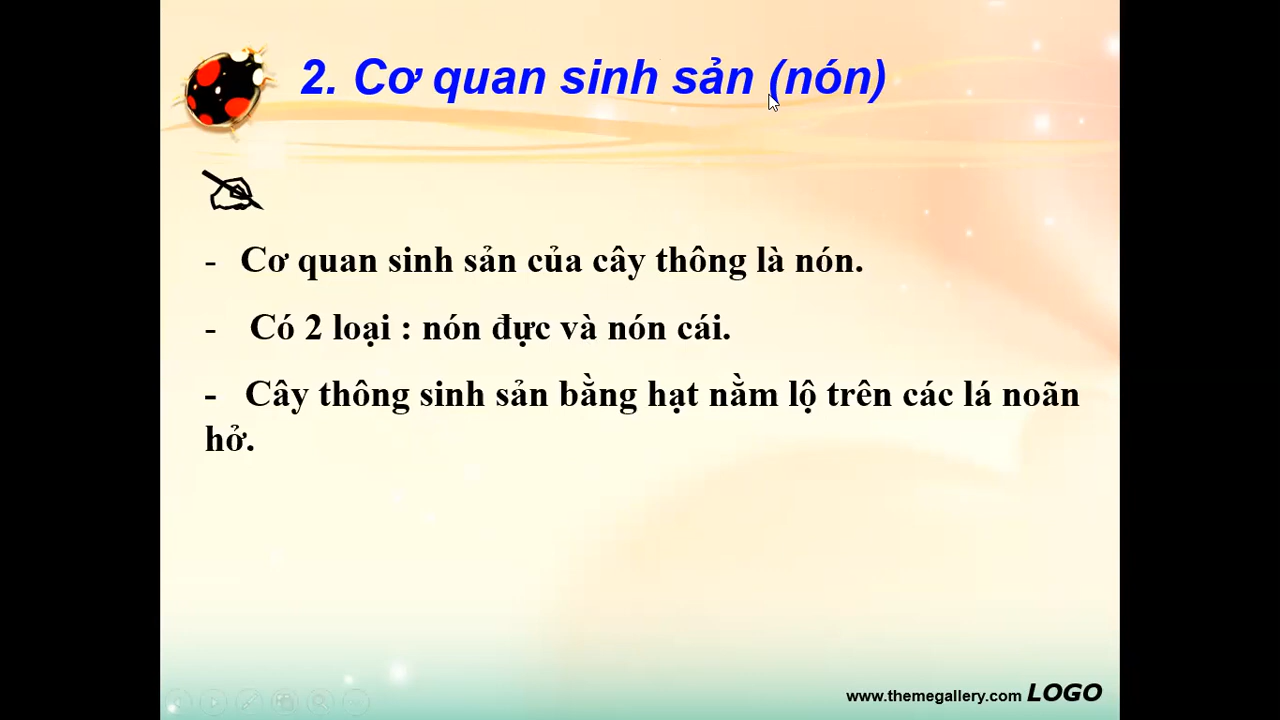 2. Cơ quan sinh sản (nón)
- Cơ quan sinh sản của cây thông là nón.
- Có 2 loại : nón đực và nón cái.
- Cây thông sinh sản bằng hạt nằm lộ trên các lá noãn
hở.
www.themegallery.com LOGO